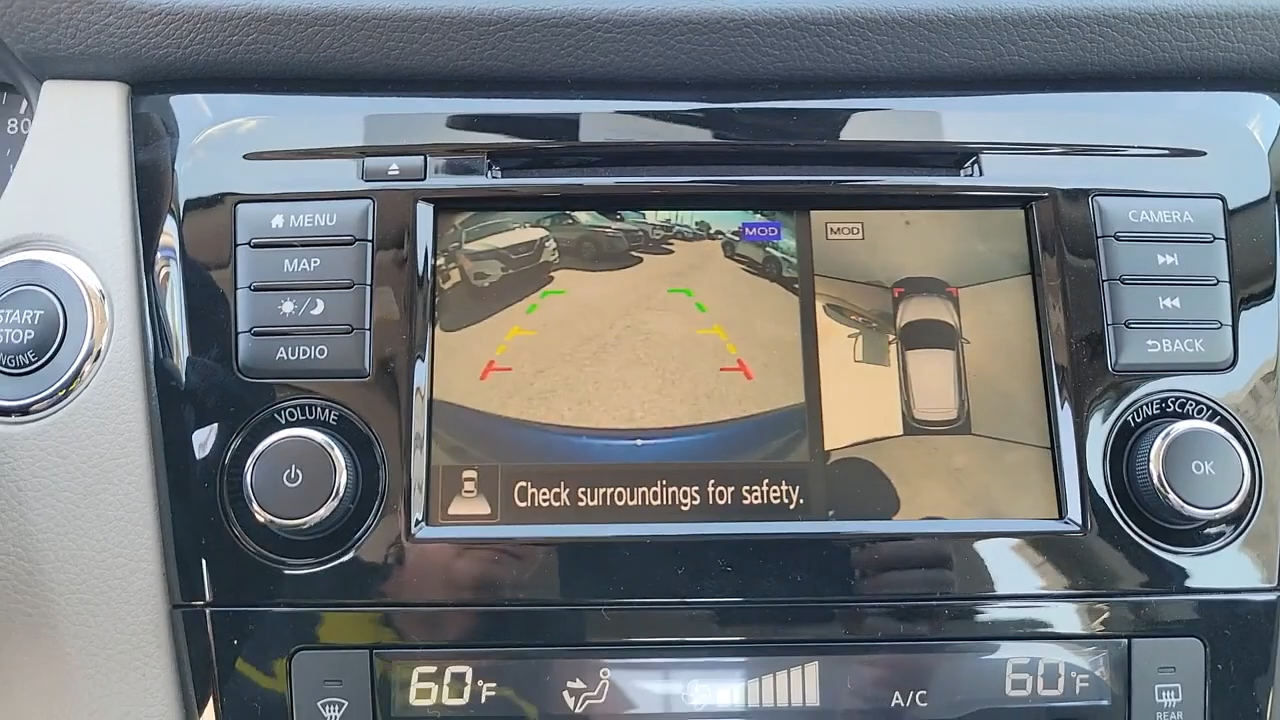 80
START
STOP
ENGINE
MENU
MAP
AUDIO
VOLUME
MOD
MOD
Check surroundings for safety.
CAMERA
BACK
TUNE·SCROLL
OK
60°F
A/C
60°F
REAR